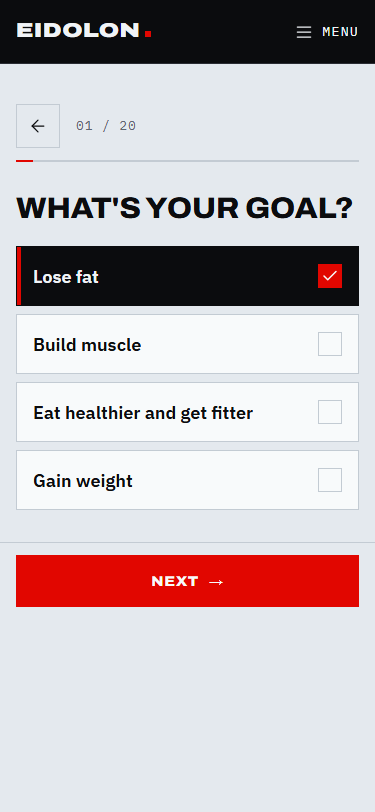 EIDOLON.
MENU
01 / 20
WHAT'S YOUR GOAL?
Lose fat
Build muscle
Eat healthier and get fitter
Gain weight
NEXT →